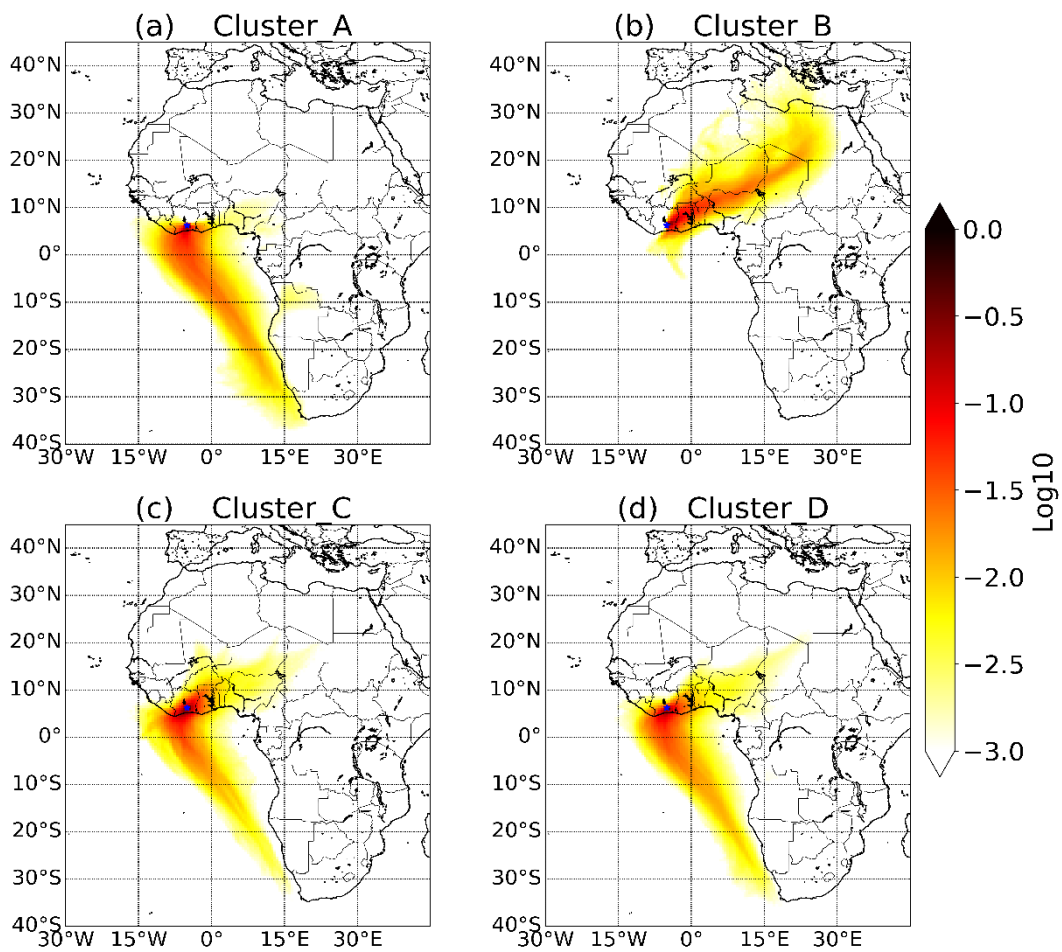 (a) Cluster_A
(b) Cluster_B
40°N
30°N
20°N
10°N
0°
10°S
20°S
30°S
40°S
30°W 15°W 0° 15°E 30°E
40°N
30°N
20°N
10°N
0°
10°S
20°S
30°S
40°S
30°W 15°W 0° 15°E 30°E
(c) Cluster_C
(d) Cluster_D
40°N
30°N
20°N
10°N
0°
10°S
20°S
30°S
40°S
30°W 15°W 0° 15°E 30°E
40°N
30°N
20°N
10°N
0°
10°S
20°S
30°S
40°S
30°W 15°W 0° 15°E 30°E
0.0
−0.5
−1.0
−1.5
−2.0
−2.5
−3.0
Log10